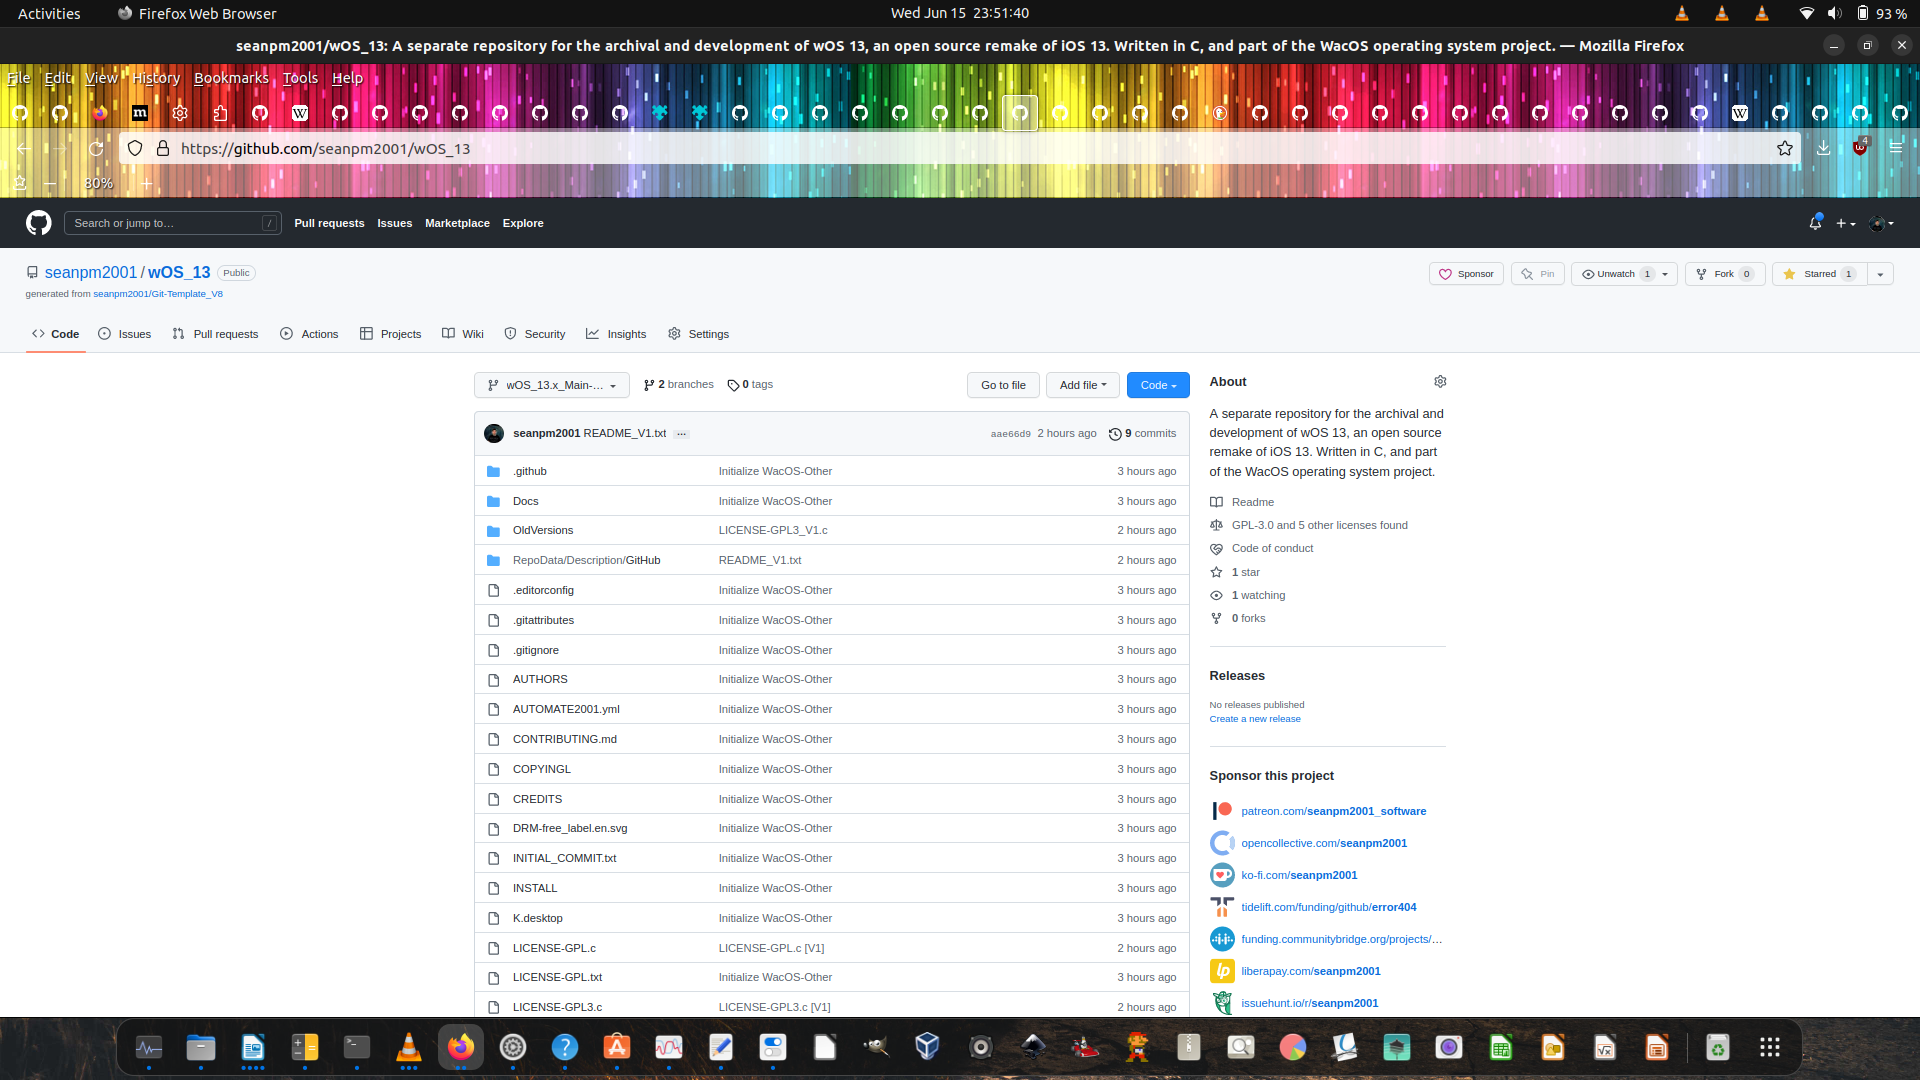 Activities Firefox Web Browser Wed Jun 15 23:51:40 93 %
seanpm2001/wOS_13: A separate repository for the archival and development of wOS 13, an open source remake of iOS 13. Written in C, and part of the WacOS operating system project. — Mozilla Firefox
File Edit View History Bookmarks Tools Help
https://github.com/seanpm2001/wOS_13 4
80%
Search or jump to… / Pull requests Issues Marketplace Explore
seanpm2001 / wOS_13 Public Sponsor Pin Unwatch 1 Fork 0 Starred 1
generated from seanpm2001/Git-Template_V8
Code Issues Pull requests Actions Projects Wiki Security Insights Settings
wOS_13.x_Main-… 2 branches 0 tags Go to file Add file Code
seanpm2001 README_V1.txt … aae66d9 2 hours ago 9 commits
.github Initialize WacOS-Other 3 hours ago
Docs Initialize WacOS-Other 3 hours ago
OldVersions LICENSE-GPL3_V1.c 2 hours ago
RepoData/Description/GitHub README_V1.txt 2 hours ago
.editorconfig Initialize WacOS-Other 3 hours ago
.gitattributes Initialize WacOS-Other 3 hours ago
.gitignore Initialize WacOS-Other 3 hours ago
AUTHORS Initialize WacOS-Other 3 hours ago
AUTOMATE2001.yml Initialize WacOS-Other 3 hours ago
CONTRIBUTING.md Initialize WacOS-Other 3 hours ago
COPYINGL Initialize WacOS-Other 3 hours ago
CREDITS Initialize WacOS-Other 3 hours ago
DRM-free_label.en.svg Initialize WacOS-Other 3 hours ago
INITIAL_COMMIT.txt Initialize WacOS-Other 3 hours ago
INSTALL Initialize WacOS-Other 3 hours ago
K.desktop Initialize WacOS-Other 3 hours ago
LICENSE-GPL.c LICENSE-GPL.c [V1] 2 hours ago
LICENSE-GPL.txt Initialize WacOS-Other 3 hours ago
LICENSE-GPL3.c LICENSE-GPL3.c [V1] 2 hours ago
About
A separate repository for the archival and
development of wOS 13, an open source
remake of iOS 13. Written in C, and part
of the WacOS operating system project.
Readme
GPL-3.0 and 5 other licenses found
Code of conduct
1 star
1 watching
0 forks
Releases
No releases published
Create a new release
Sponsor this project
patreon.com/seanpm2001_software
opencollective.com/seanpm2001
ko-fi.com/seanpm2001
tidelift.com/funding/github/error404
funding.communitybridge.org/projects/…
liberapay.com/seanpm2001
issuehunt.io/r/seanpm2001